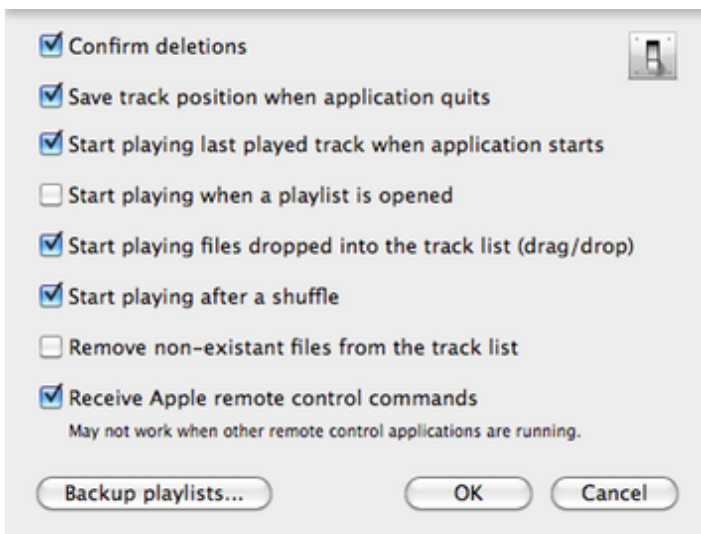 Confirm deletions
Save track position when application quits
Start playing last played track when application starts
Start playing when a playlist is opened
Start playing files dropped into the track list (drag/drop)
Start playing after a shuffle
Remove non-existant files from the track list
Receive Apple remote control commands
May not work when other remote control applications are running.
Backup playlists... OK Cancel